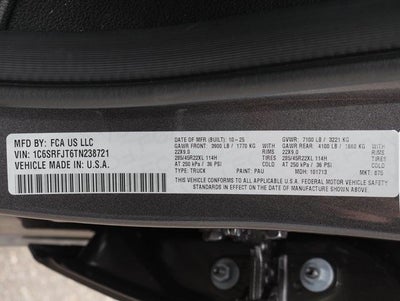 MFD BY: FCA US LLC
VIN: 1C6SRFJT6TN238721
VEHICLE MADE IN: U.S.A.
DATE OF MFR (BUILT): 10-25 GVWR: 7100 LB / 3221 KG
GAWR FRONT: 3900 LB / 1770 KG GAWR REAR: 4100 LB / 1860 KG
22X9.0 22X9.0
285/45R22XL 114H 285/45R22XL 114H
AT 250 kPa / 36 PSI AT 250 kPa / 36 PSI
TYPE: TRUCK PAINT: PAU MDH: 101713 MKT: 875
THIS VEHICLE CONFORMS TO ALL APPLICABLE FEDERAL MOTOR VEHICLE SAFETY
STANDARDS IN EFFECT ON THE DATE OF MANUFACTURE SHOWN ABOVE.
U.S.A.